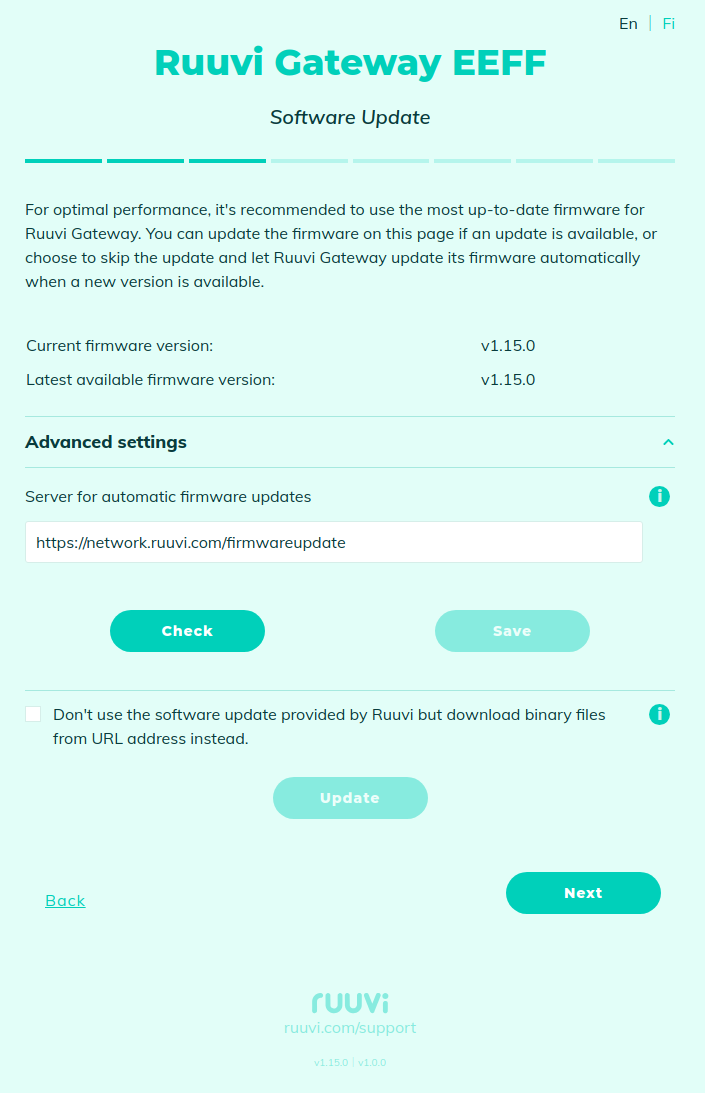 En | Fi
Ruuvi Gateway EEFF
Software Update
For optimal performance, it's recommended to use the most up-to-date firmware for
Ruuvi Gateway. You can update the firmware on this page if an update is available, or
choose to skip the update and let Ruuvi Gateway update its firmware automatically
when a new version is available.
Current firmware version: v1.15.0
Latest available firmware version: v1.15.0
Advanced settings
Server for automatic firmware updates
https://network.ruuvi.com/firmwareupdate
Check Save
Don't use the software update provided by Ruuvi but download binary files
from URL address instead.
Update
Back Next
ruuvi
ruuvi.com/support
v1.15.0 | v1.0.0